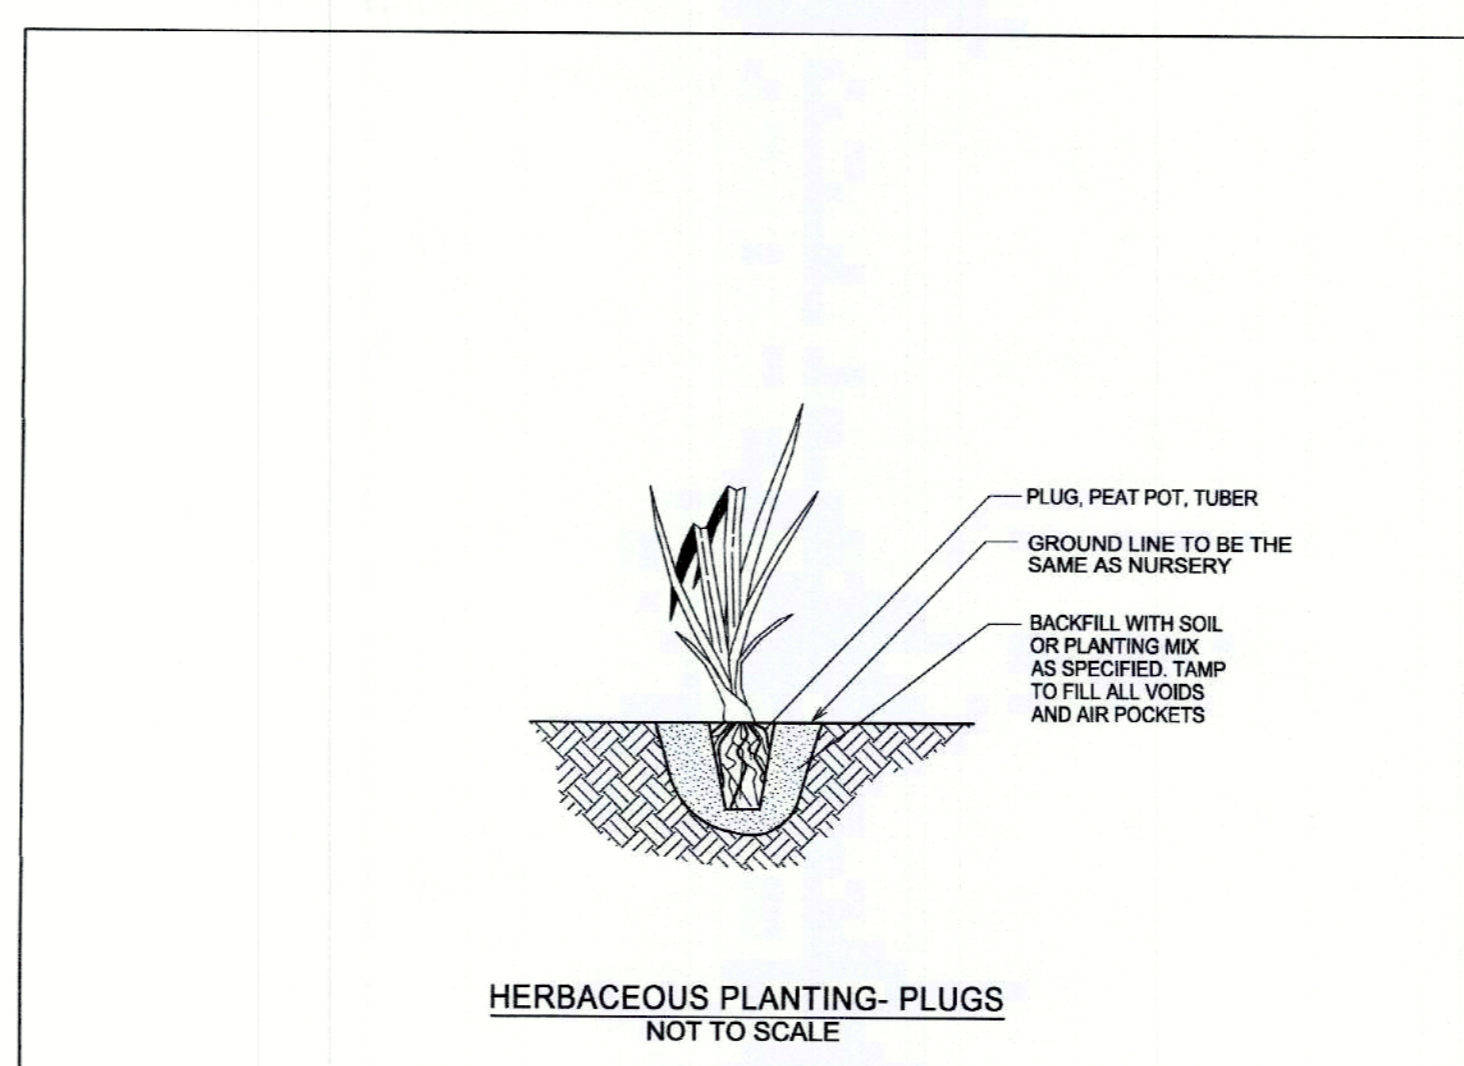 PLUG, PEAT POT, TUBER
GROUND LINE TO BE THE
SAME AS NURSERY
BACKFILL WITH SOIL
OR PLANTING MIX
AS SPECIFIED. TAMP
TO FILL ALL VOIDS
AND AIR POCKETS
HERBACEOUS PLANTING- PLUGS
NOT TO SCALE